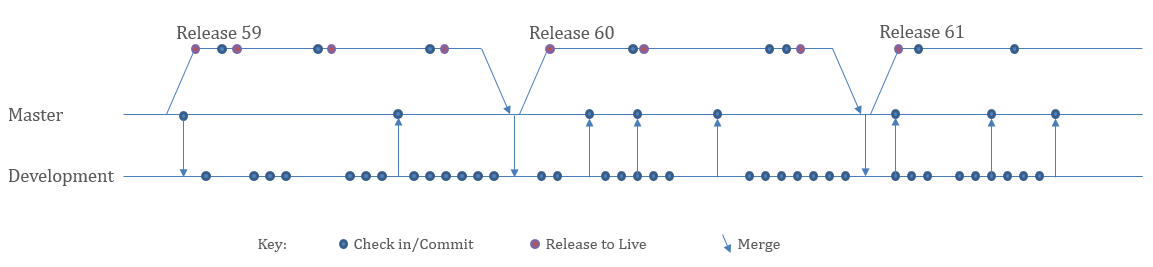 Release 59
Release 60
Release 61
Master
Development
Key:
Check in/Commit
Release to Live
Merge